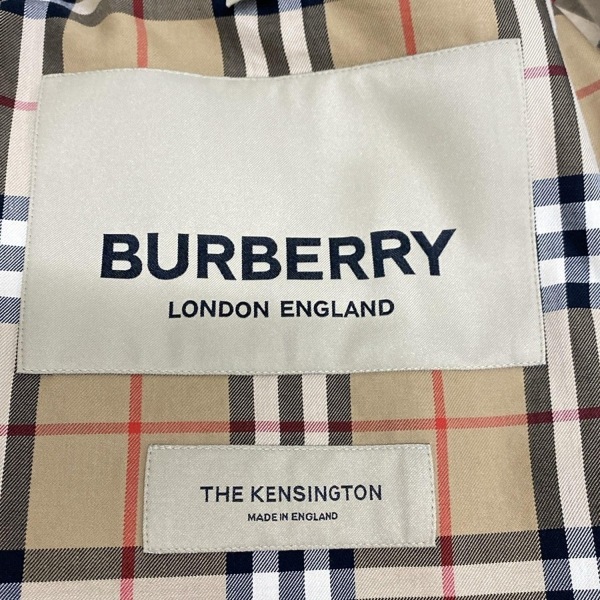 BURBERRY
LONDON ENGLAND
THE KENSINGTON
MADE IN ENGLAND